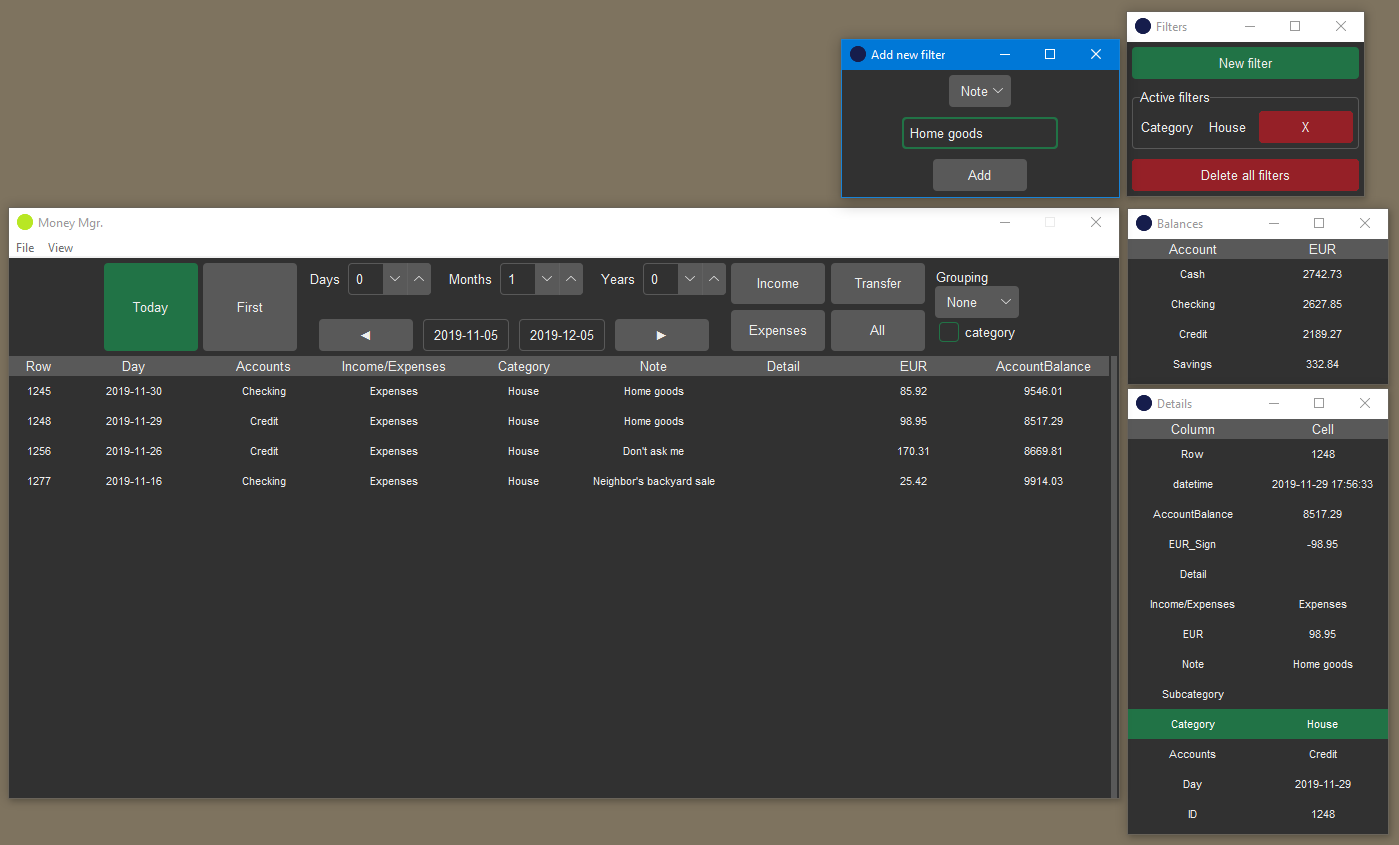 Add new filter
Note
Home goods
Add
Filters
New filter
Active filters
Category House X
Delete all filters
Money Mgr.
File View
Today
First
Days 0 Months 1 Years 0
◀ 2019-11-05 2019-12-05 ▶
Income Transfer
Expenses All
Grouping
None
category
Row Day Accounts Income/Expenses Category Note Detail EUR AccountBalance
1245 2019-11-30 Checking Expenses House Home goods 85.92 9546.01
1248 2019-11-29 Credit Expenses House Home goods 98.95 8517.29
1256 2019-11-26 Credit Expenses House Don't ask me 170.31 8669.81
1277 2019-11-16 Checking Expenses House Neighbor's backyard sale 25.42 9914.03
Balances
Account EUR
Cash 2742.73
Checking 2627.85
Credit 2189.27
Savings 332.84
Details
Column Cell
Row 1248
datetime 2019-11-29 17:56:33
AccountBalance 8517.29
EUR_Sign -98.95
Detail
Income/Expenses Expenses
EUR 98.95
Note Home goods
Subcategory
Category House
Accounts Credit
Day 2019-11-29
ID 1248